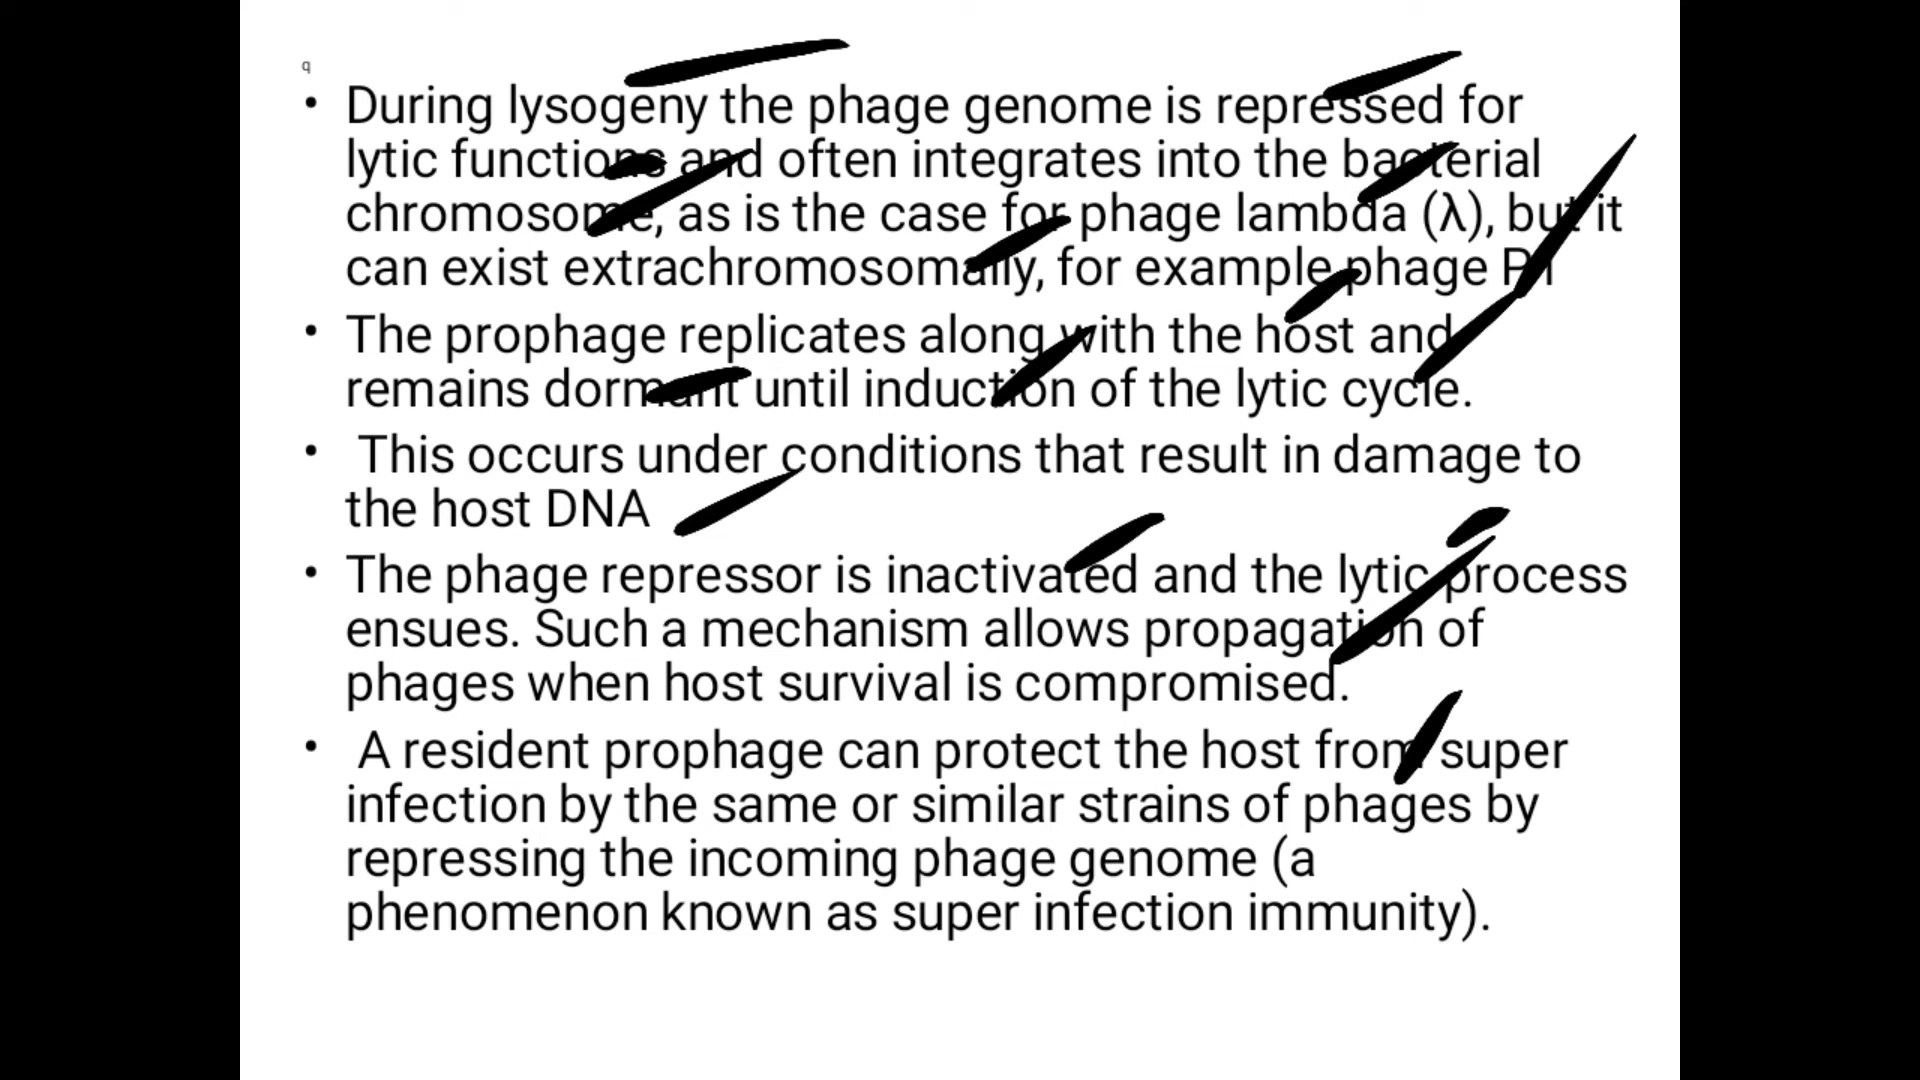 q
• During lysogeny the phage genome is repressed for
lytic functions and often integrates into the bacterial
chromosome, as is the case for phage lambda (λ), but it
can exist extrachromosomally, for example phage P1
• The prophage replicates along with the host and
remains dormant until induction of the lytic cycle.
• This occurs under conditions that result in damage to
the host DNA
• The phage repressor is inactivated and the lytic process
ensues. Such a mechanism allows propagation of
phages when host survival is compromised.
• A resident prophage can protect the host from super
infection by the same or similar strains of phages by
repressing the incoming phage genome (a
phenomenon known as super infection immunity).